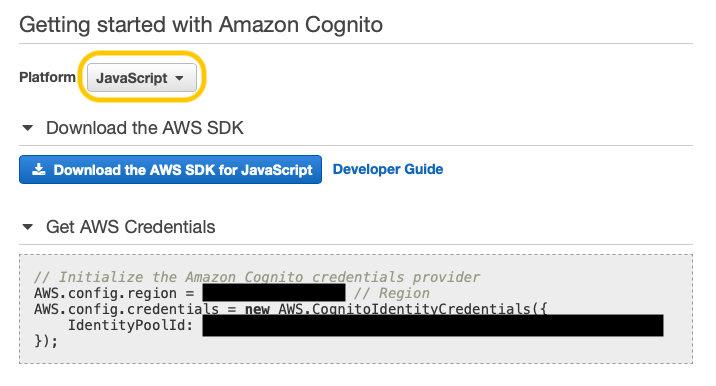 Getting started with Amazon Cognito
Platform JavaScript
Download the AWS SDK
Download the AWS SDK for JavaScript Developer Guide
Get AWS Credentials
// Initialize the Amazon Cognito credentials provider
AWS.config.region = // Region
AWS.config.credentials = new AWS.CognitoIdentityCredentials({
IdentityPoolId:
});